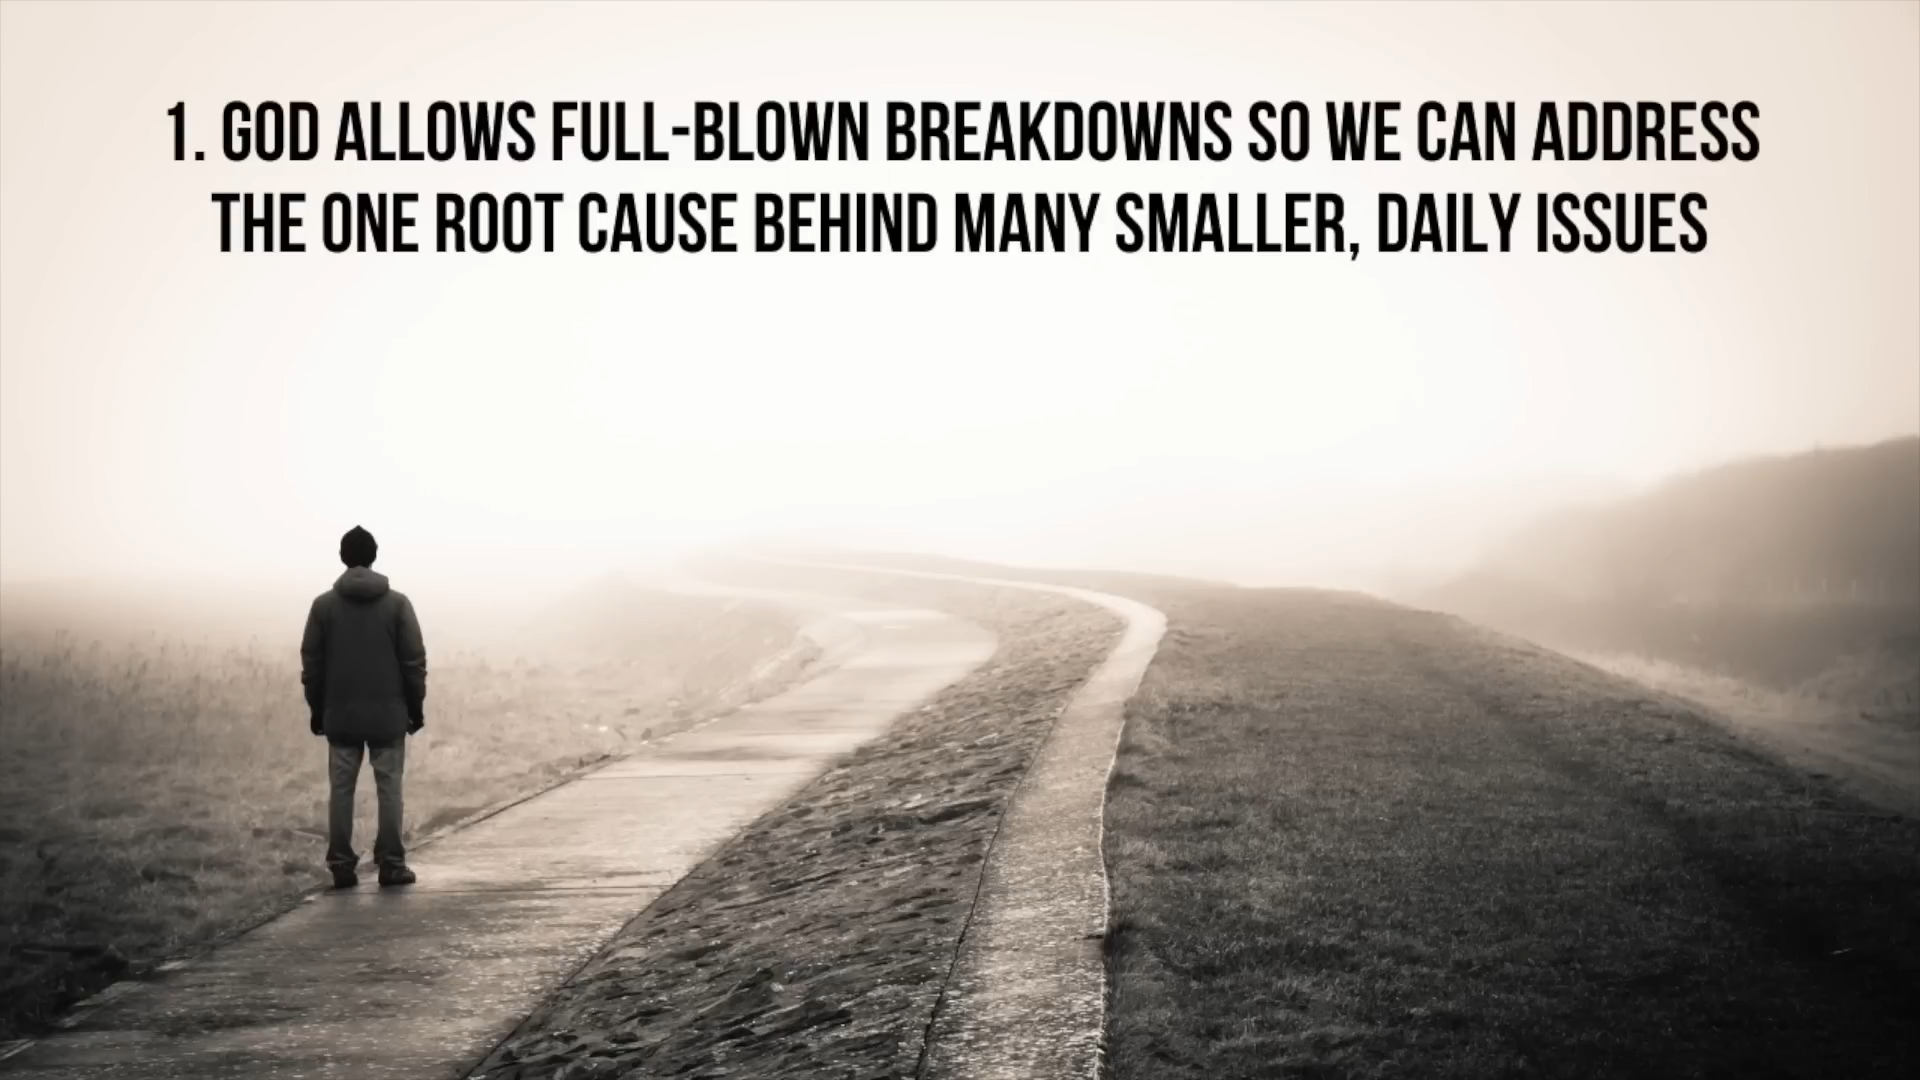 1. GOD ALLOWS FULL-BLOWN BREAKDOWNS SO WE CAN ADDRESS
THE ONE ROOT CAUSE BEHIND MANY SMALLER, DAILY ISSUES